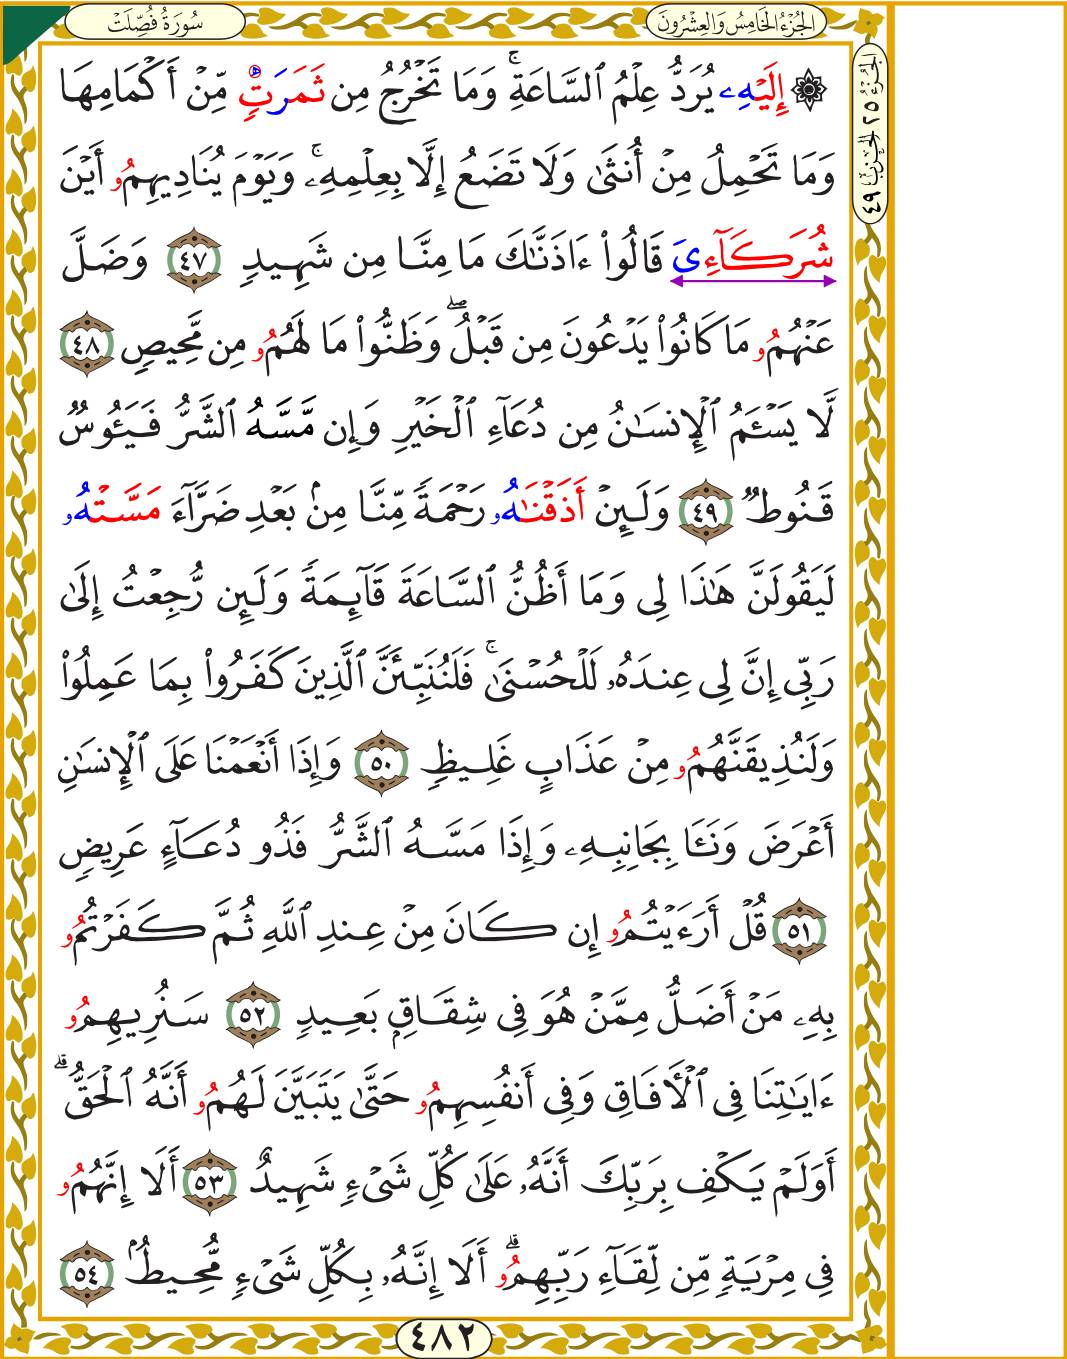 سُورَةُ فُصِّلَتْ
الجُزْءُ الخَامِسُ وَالعِشْرُونَ
الجُزْءُ ٢٥ الحِزْبُ ٤٩
۞ إِلَيْهِۦ يُرَدُّ عِلْمُ ٱلسَّاعَةِۚ وَمَا تَخْرُجُ مِن ثَمَرَتٍۢ مِّنْ أَكْمَامِهَا
وَمَا تَحْمِلُ مِنْ أُنثَىٰ وَلَا تَضَعُ إِلَّا بِعِلْمِهِۦۚ وَيَوْمَ يُنَادِيهِمُۥ أَيْنَ
شُرَكَآءِىَ قَالُوٓا۟ ءَاذَنَّٰكَ مَا مِنَّا مِن شَهِيدٍۢ ٤٧ وَضَلَّ
عَنْهُمُۥ مَا كَانُوا۟ يَدْعُونَ مِن قَبْلُۖ وَظَنُّوا۟ مَا لَهُمُۥ مِن مَّحِيصٍۢ ٤٨
لَّا يَسْـَٔمُ ٱلْإِنسَٰنُ مِن دُعَآءِ ٱلْخَيْرِ وَإِن مَّسَّهُ ٱلشَّرُّ فَيَـُٔوسٌۭ
قَنُوطٌۭ ٤٩ وَلَئِنْ أَذَقْنَٰهُۥ رَحْمَةًۭ مِّنَّا مِنۢ بَعْدِ ضَرَّآءَ مَسَّتْهُۥ
لَيَقُولَنَّ هَٰذَا لِى وَمَا أَظُنُّ ٱلسَّاعَةَ قَآئِمَةًۭ وَلَئِن رُّجِعْتُ إِلَىٰ
رَبِّى إِنَّ لِى عِندَهُۥ لَلْحُسْنَىٰۚ فَلَنُنَبِّئَنَّ ٱلَّذِينَ كَفَرُوا۟ بِمَا عَمِلُوا۟
وَلَنُذِيقَنَّهُمُۥ مِنْ عَذَابٍ غَلِيظٍۢ ٥٠ وَإِذَا أَنْعَمْنَا عَلَى ٱلْإِنسَٰنِ
أَعْرَضَ وَنَـَٔا بِجَانِبِهِۦ وَإِذَا مَسَّهُ ٱلشَّرُّ فَذُو دُعَآءٍ عَرِيضٍۢ
٥١ قُلْ أَرَءَيْتُمُۥ إِن كَانَ مِنْ عِندِ ٱللَّهِ ثُمَّ كَفَرْتُمُۥ
بِهِۦ مَنْ أَضَلُّ مِمَّنْ هُوَ فِى شِقَاقٍۭ بَعِيدٍۢ ٥٢ سَنُرِيهِمُۥ
ءَايَٰتِنَا فِى ٱلْأٓفَاقِ وَفِى أَنفُسِهِمُۥ حَتَّىٰ يَتَبَيَّنَ لَهُمُۥ أَنَّهُ ٱلْحَقُّۗ
أَوَلَمْ يَكْفِ بِرَبِّكَ أَنَّهُۥ عَلَىٰ كُلِّ شَىْءٍۢ شَهِيدٌ ٥٣ أَلَا إِنَّهُمُۥ
فِى مِرْيَةٍۢ مِّن لِّقَآءِ رَبِّهِمُۥۗ أَلَا إِنَّهُۥ بِكُلِّ شَىْءٍۢ مُّحِيطٌۢ ٥٤
٤٨٢